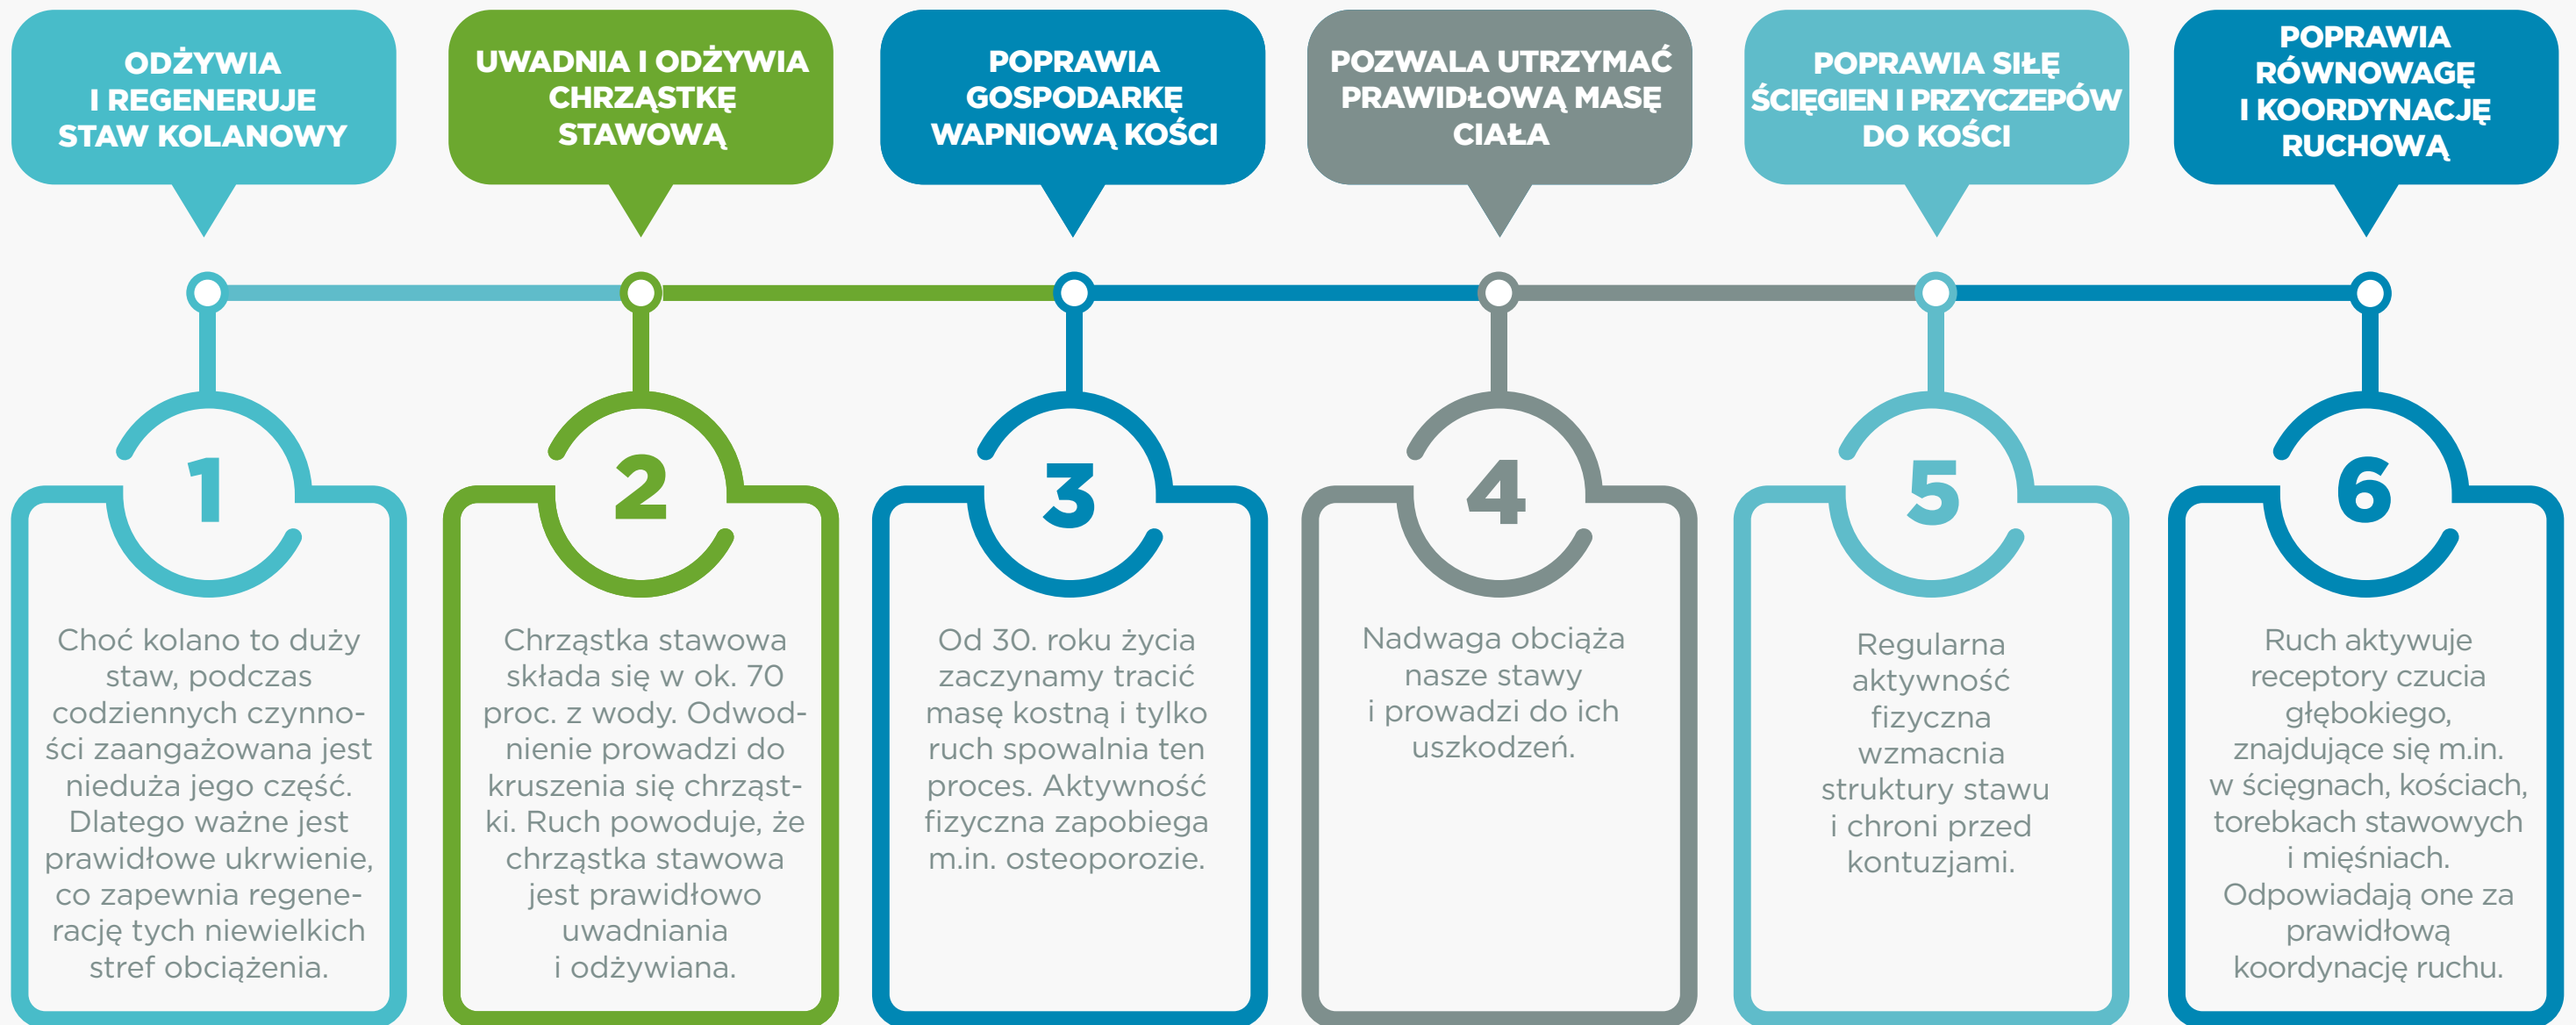 ODŻYWIA
I REGENERUJE
STAW KOLANOWY
UWADNIA I ODŻYWIA
CHRZĄSTKĘ
STAWOWĄ
POPRAWIA
GOSPODARKĘ
WAPNIOWĄ KOŚCI
POZWALA UTRZYMAĆ
PRAWIDŁOWĄ MASĘ
CIAŁA
POPRAWIA SIŁĘ
ŚCIĘGIEN I PRZYCZEPÓW
DO KOŚCI
POPRAWIA
RÓWNOWAGĘ
I KOORDYNACJĘ
RUCHOWĄ
1
Choć kolano to duży
staw, podczas
codziennych czynno-
ści zaangażowana jest
nieduża jego część.
Dlatego ważne jest
prawidłowe ukrwienie,
co zapewnia regene-
rację tych niewielkich
stref obciążenia.
2
Chrząstka stawowa
składa się w ok. 70
proc. z wody. Odwod-
nienie prowadzi do
kruszenia się chrząst-
ki. Ruch powoduje, że
chrząstka stawowa
jest prawidłowo
uwadniania
i odżywiana.
3
Od 30. roku życia
zaczynamy tracić
masę kostną i tylko
ruch spowalnia ten
proces. Aktywność
fizyczna zapobiega
m.in. osteoporozie.
4
Nadwaga obciąża
nasze stawy
i prowadzi do ich
uszkodzeń.
5
Regularna
aktywność
fizyczna
wzmacnia
struktury stawu
i chroni przed
kontuzjami.
6
Ruch aktywuje
receptory czucia
głębokiego,
znajdujące się m.in.
w ścięgnach, kościach,
torebkach stawowych
i mięśniach.
Odpowiadają one za
prawidłową
koordynację ruchu.